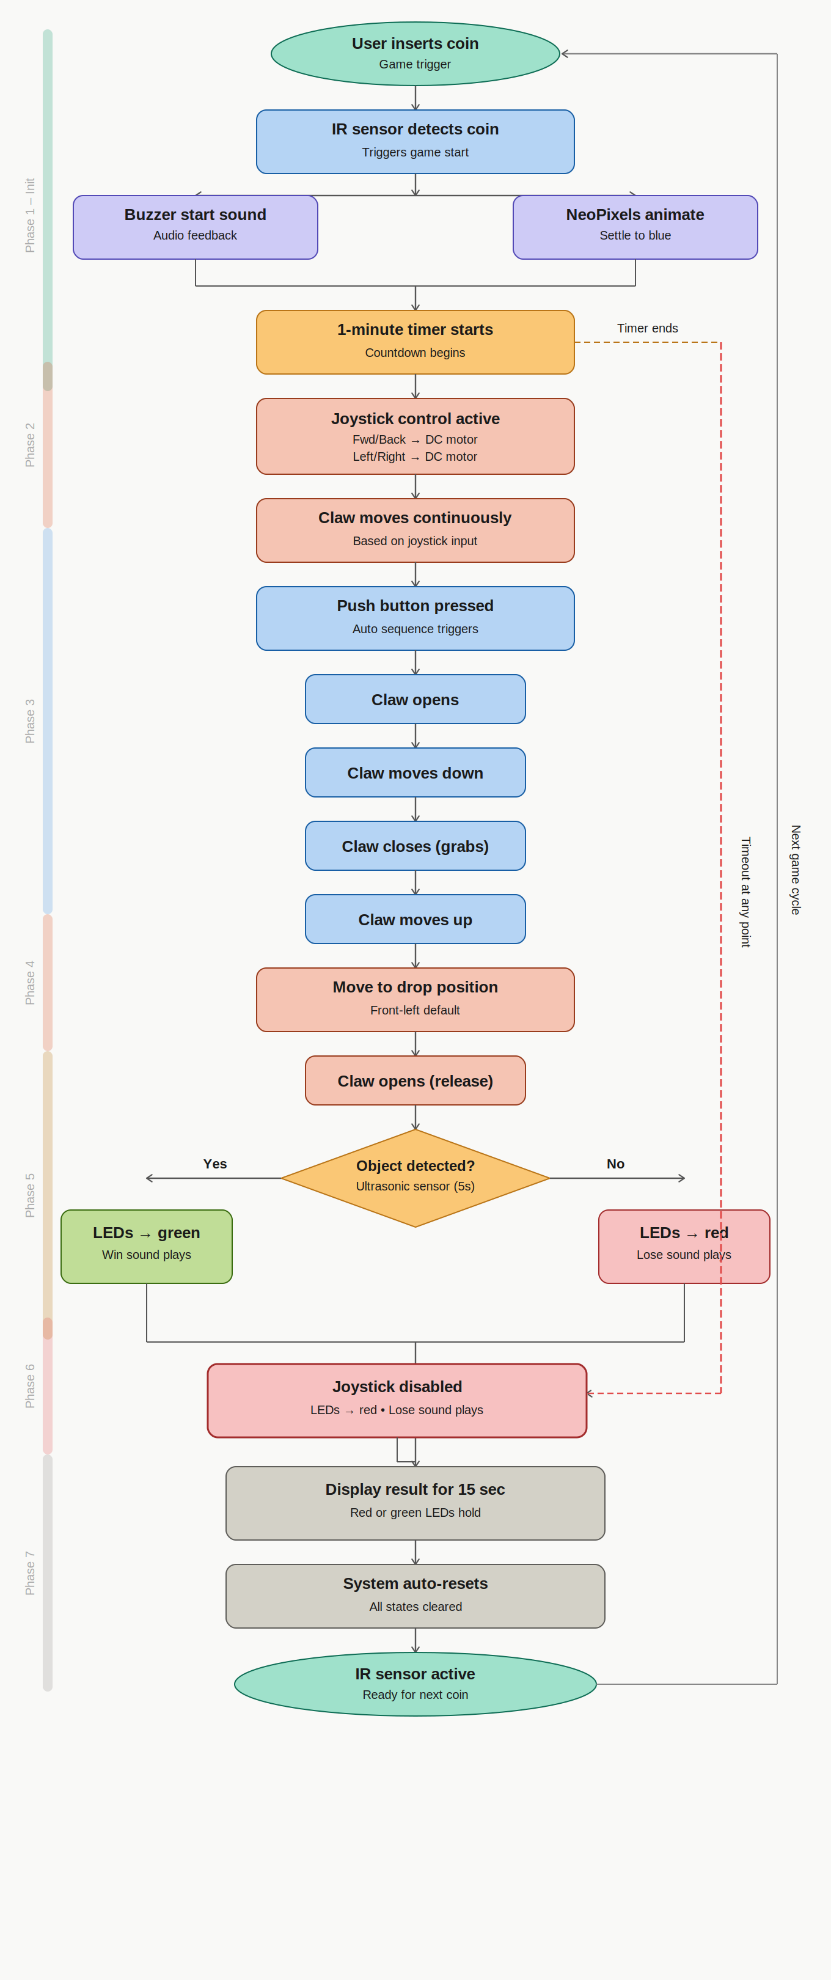 User inserts coin
Game trigger
IR sensor detects coin
Triggers game start
Phase 1 – Init
Buzzer start sound
Audio feedback
NeoPixels animate
Settle to blue
1-minute timer starts
Countdown begins
Timer ends
Phase 2
Joystick control active
Fwd/Back → DC motor
Left/Right → DC motor
Claw moves continuously
Based on joystick input
Push button pressed
Auto sequence triggers
Phase 3
Claw opens
Claw moves down
Claw closes (grabs)
Timeout at any point
Next game cycle
Claw moves up
Phase 4
Move to drop position
Front-left default
Claw opens (release)
Phase 5
Object detected?
Ultrasonic sensor (5s)
Yes
No
LEDs → green
Win sound plays
LEDs → red
Lose sound plays
Phase 6
Joystick disabled
LEDs → red • Lose sound plays
Display result for 15 sec
Red or green LEDs hold
Phase 7
System auto-resets
All states cleared
IR sensor active
Ready for next coin